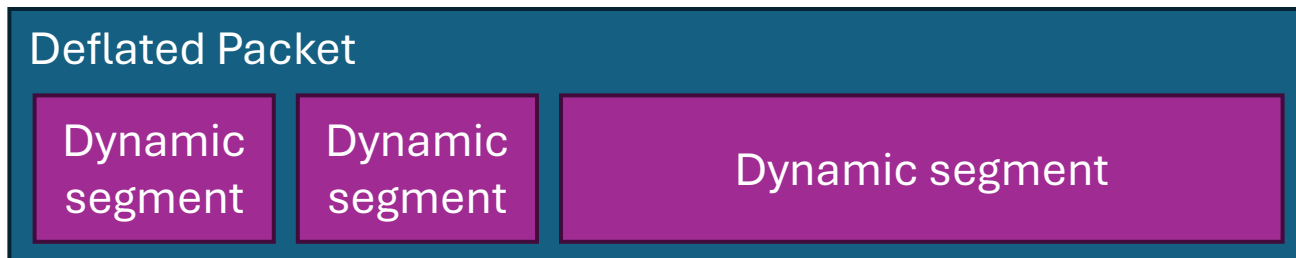 Deflated Packet
Dynamic
segment
Dynamic
segment
Dynamic segment